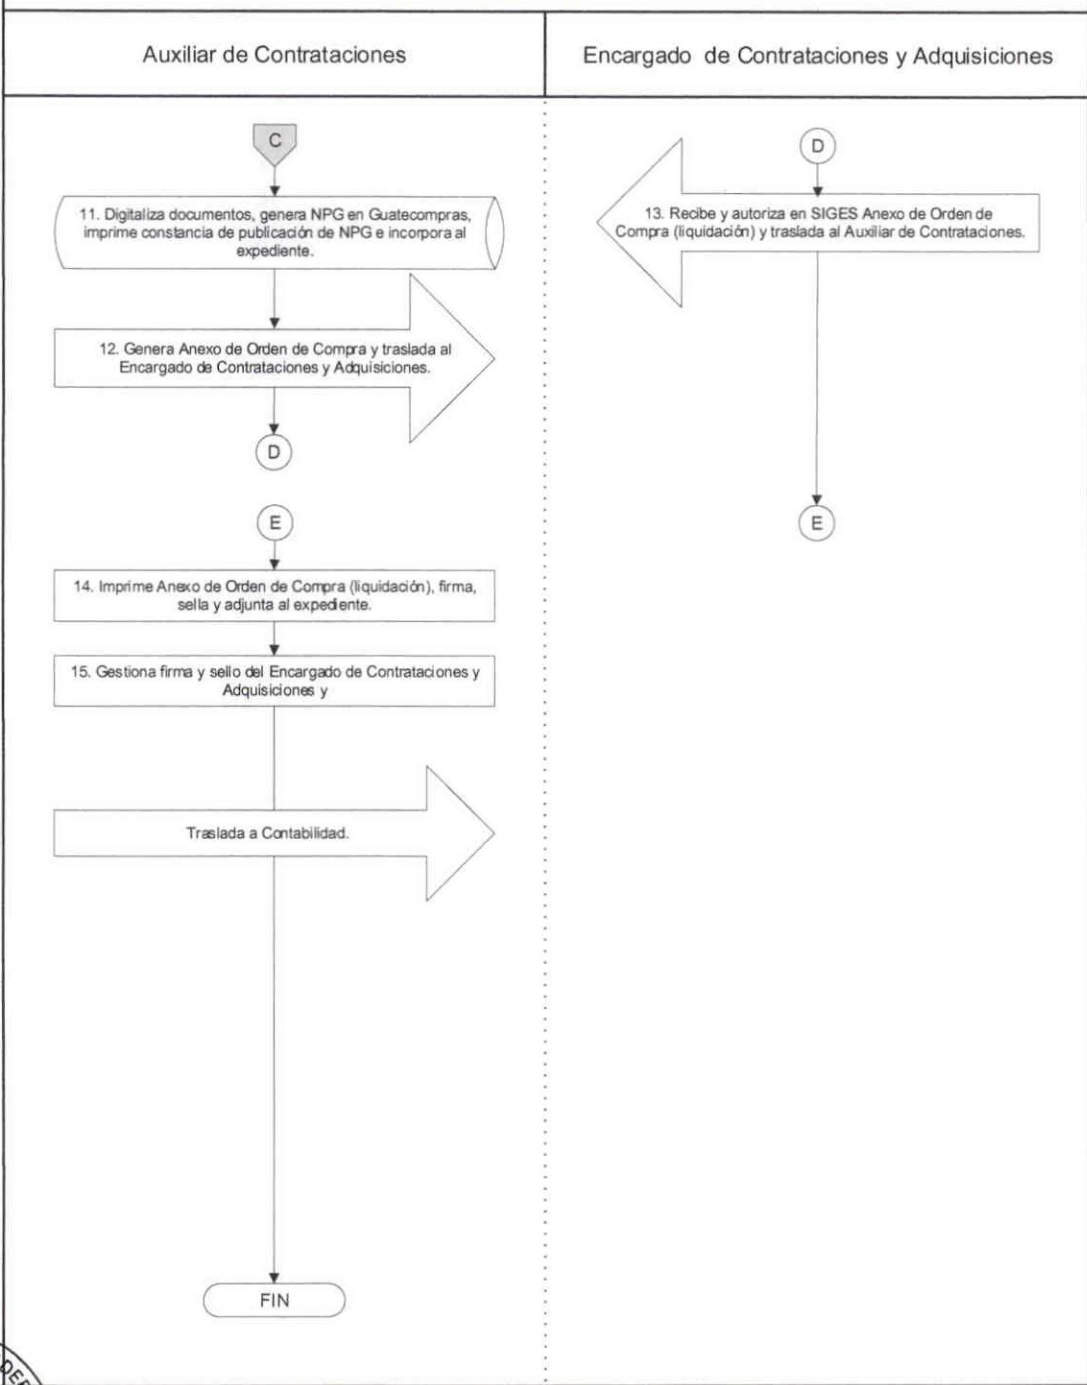 Auxiliar de Contrataciones
Encargado de Contrataciones y Adquisiciones
C
11. Digitaliza documentos, genera NPG en Guatecompras,
imprime constancia de publicación de NPG e incorpora al
expediente.
12. Genera Anexo de Orden de Compra y traslada al
Encargado de Contrataciones y Adquisiciones.
D
D
13. Recibe y autoriza en SIGES Anexo de Orden de
Compra (liquidación) y traslada al Auxiliar de Contrataciones.
E
E
14. Imprime Anexo de Orden de Compra (liquidación), firma,
sella y adjunta al expediente.
15. Gestiona firma y sello del Encargado de Contrataciones y
Adquisiciones y
Traslada a Contabilidad.
FIN